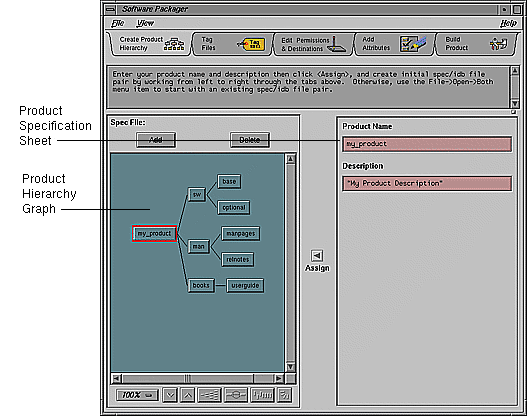 Software Packager
File View Help
Create Product Hierarchy
Tag Files
Edit Permissions & Destinations
Add Attributes
Build Product
Enter your product name and description then click <Assign>, and create initial spec/idb file
pair by working from left to right through the tabs above. Otherwise, use the File->Open->Both
menu item to start with an existing spec/idb file pair.
Product
Specification
Sheet
Product
Hierarchy
Graph
Spec File:
Add Delete
base
sw
optional
my_product
manpages
man
relnotes
books userguide
100%
Assign
Product Name
my_product
Description
"My Product Description"